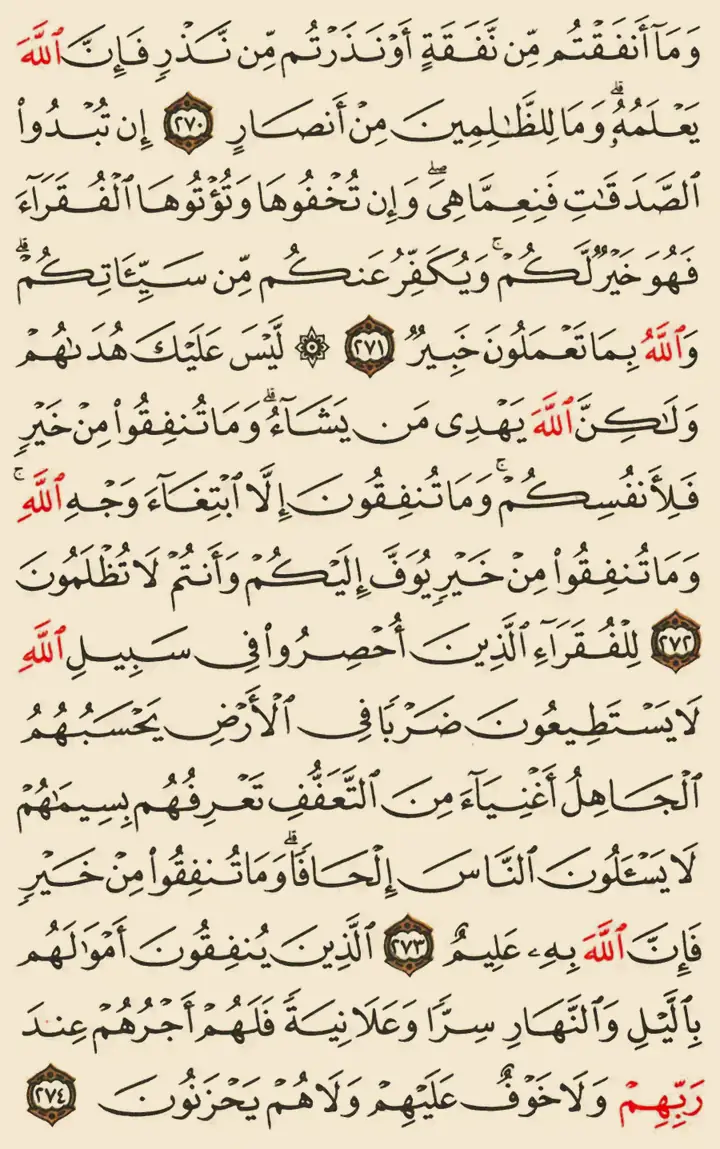 وَمَآ أَنفَقْتُم مِّن نَّفَقَةٍ أَوْ نَذَرْتُم مِّن نَّذْرٍ فَإِنَّ ٱللَّهَ
يَعْلَمُهُۥۗ وَمَا لِلظَّـٰلِمِينَ مِنْ أَنصَارٍ ٢٧٠ إِن تُبْدُوا۟
ٱلصَّدَقَـٰتِ فَنِعِمَّا هِىَۖ وَإِن تُخْفُوهَا وَتُؤْتُوهَا ٱلْفُقَرَآءَ
فَهُوَ خَيْرٌ لَّكُمْۚ وَيُكَفِّرُ عَنكُم مِّن سَيِّـَٔاتِكُمْۗ
وَٱللَّهُ بِمَا تَعْمَلُونَ خَبِيرٌ ٢٧١ ۞ لَّيْسَ عَلَيْكَ هُدَىٰهُمْ
وَلَـٰكِنَّ ٱللَّهَ يَهْدِى مَن يَشَآءُۗ وَمَا تُنفِقُوا۟ مِنْ خَيْرٍ
فَلِأَنفُسِكُمْۚ وَمَا تُنفِقُونَ إِلَّا ٱبْتِغَآءَ وَجْهِ ٱللَّهِۚ
وَمَا تُنفِقُوا۟ مِنْ خَيْرٍ يُوَفَّ إِلَيْكُمْ وَأَنتُمْ لَا تُظْلَمُونَ
٢٧٢ لِلْفُقَرَآءِ ٱلَّذِينَ أُحْصِرُوا۟ فِى سَبِيلِ ٱللَّهِ
لَا يَسْتَطِيعُونَ ضَرْبًا فِى ٱلْأَرْضِ يَحْسَبُهُمُ
ٱلْجَاهِلُ أَغْنِيَآءَ مِنَ ٱلتَّعَفُّفِ تَعْرِفُهُم بِسِيمَـٰهُمْ
لَا يَسْـَٔلُونَ ٱلنَّاسَ إِلْحَافًاۗ وَمَا تُنفِقُوا۟ مِنْ خَيْرٍ
فَإِنَّ ٱللَّهَ بِهِۦ عَلِيمٌ ٢٧٣ ٱلَّذِينَ يُنفِقُونَ أَمْوَٰلَهُم
بِٱلَّيْلِ وَٱلنَّهَارِ سِرًّا وَعَلَانِيَةً فَلَهُمْ أَجْرُهُمْ عِندَ
رَبِّهِمْ وَلَا خَوْفٌ عَلَيْهِمْ وَلَا هُمْ يَحْزَنُونَ ٢٧٤